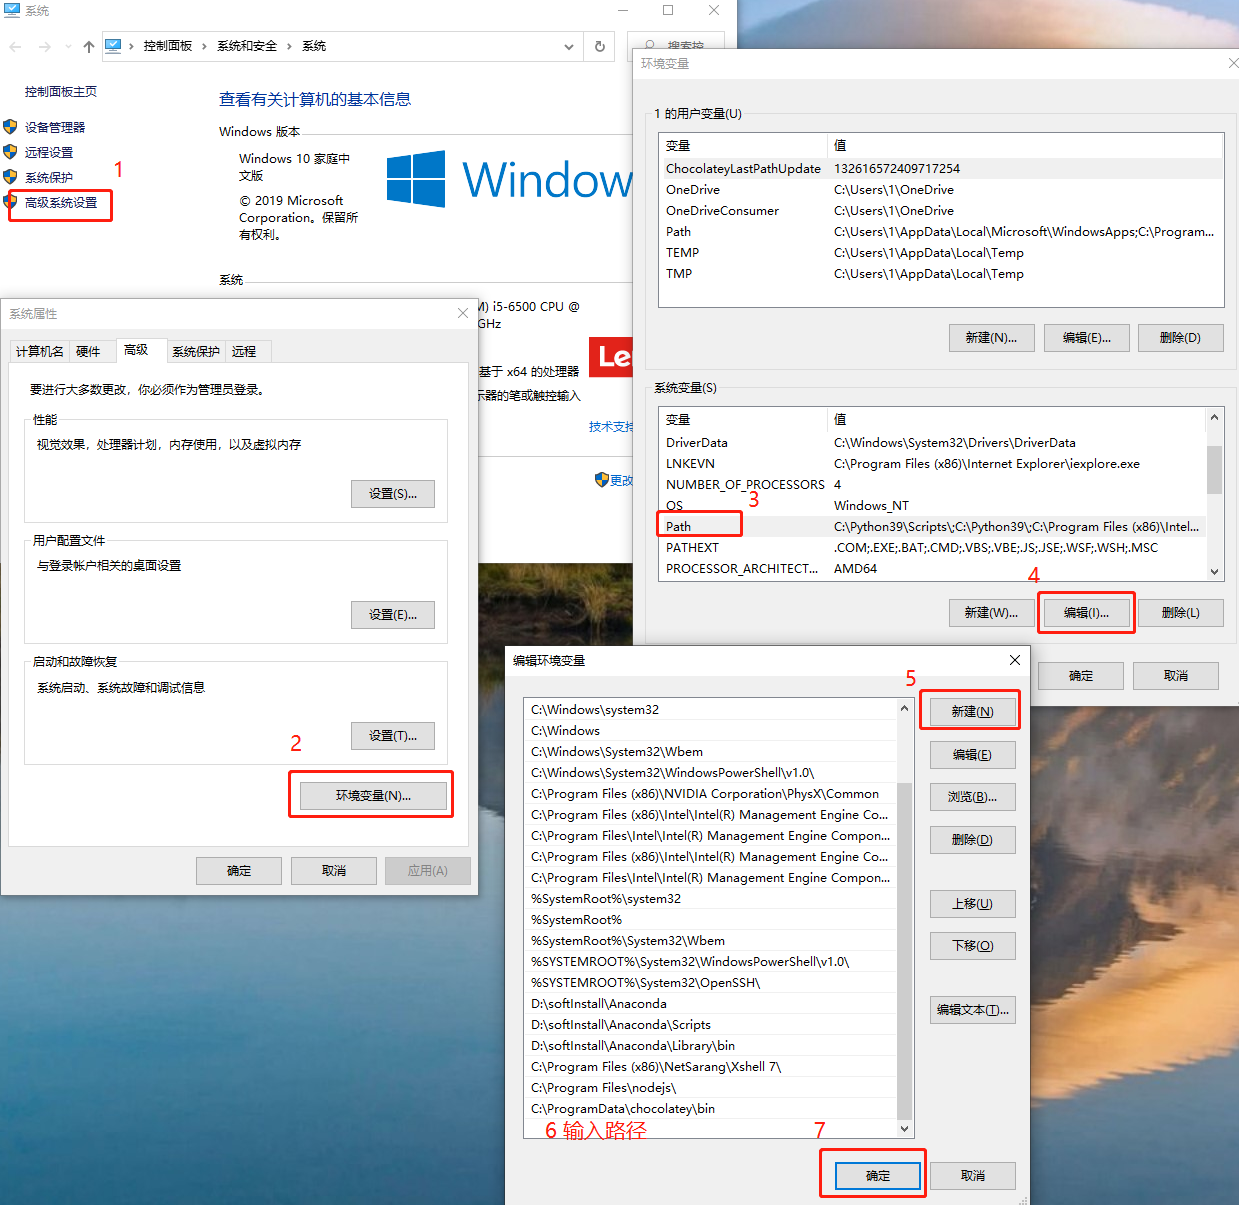 系统
控制面板 › 系统和安全 › 系统
搜索控
控制面板主页
设备管理器
远程设置
系统保护
高级系统设置
1
查看有关计算机的基本信息
Windows 版本
Windows 10 家庭中
文版
© 2019 Microsoft
Corporation。保留所
有权利。
Window
系统
M) i5-6500 CPU @
GHz
Len
基于 x64 的处理器
示器的笔或触控输入
技术支持
更改
系统属性
计算机名 硬件 高级 系统保护 远程
要进行大多数更改，你必须作为管理员登录。
性能
视觉效果，处理器计划，内存使用，以及虚拟内存
设置(S)...
用户配置文件
与登录帐户相关的桌面设置
设置(E)...
启动和故障恢复
系统启动、系统故障和调试信息
设置(T)...
2
环境变量(N)...
确定 取消 应用(A)
环境变量
1 的用户变量(U)
变量 值
ChocolateyLastPathUpdate 132616572409717254
OneDrive C:\Users\1\OneDrive
OneDriveConsumer C:\Users\1\OneDrive
Path C:\Users\1\AppData\Local\Microsoft\WindowsApps;C:\Program...
TEMP C:\Users\1\AppData\Local\Temp
TMP C:\Users\1\AppData\Local\Temp
新建(N)... 编辑(E)... 删除(D)
系统变量(S)
变量 值
DriverData C:\Windows\System32\Drivers\DriverData
LNKEVN C:\Program Files (x86)\Internet Explorer\iexplore.exe
NUMBER_OF_PROCESSORS 4
OS Windows_NT
3
Path C:\Python39\Scripts\;C:\Python39\;C:\Program Files (x86)\Intel...
PATHEXT .COM;.EXE;.BAT;.CMD;.VBS;.VBE;.JS;.JSE;.WSF;.WSH;.MSC
PROCESSOR_ARCHITECT... AMD64
4
新建(W)... 编辑(I)... 删除(L)
确定 取消
编辑环境变量
5
C:\Windows\system32
C:\Windows
C:\Windows\System32\Wbem
C:\Windows\System32\WindowsPowerShell\v1.0\
C:\Program Files (x86)\NVIDIA Corporation\PhysX\Common
C:\Program Files (x86)\Intel\Intel(R) Management Engine Co...
C:\Program Files\Intel\Intel(R) Management Engine Compon...
C:\Program Files (x86)\Intel\Intel(R) Management Engine Co...
C:\Program Files\Intel\Intel(R) Management Engine Compon...
%SystemRoot%\system32
%SystemRoot%
%SystemRoot%\System32\Wbem
%SYSTEMROOT%\System32\WindowsPowerShell\v1.0\
%SYSTEMROOT%\System32\OpenSSH\
D:\softInstall\Anaconda
D:\softInstall\Anaconda\Scripts
D:\softInstall\Anaconda\Library\bin
C:\Program Files (x86)\NetSarang\Xshell 7\
C:\Program Files\nodejs\
C:\ProgramData\chocolatey\bin
新建(N)
编辑(E)
浏览(B)...
删除(D)
上移(U)
下移(O)
编辑文本(T)...
6 输入路径
7
确定 取消